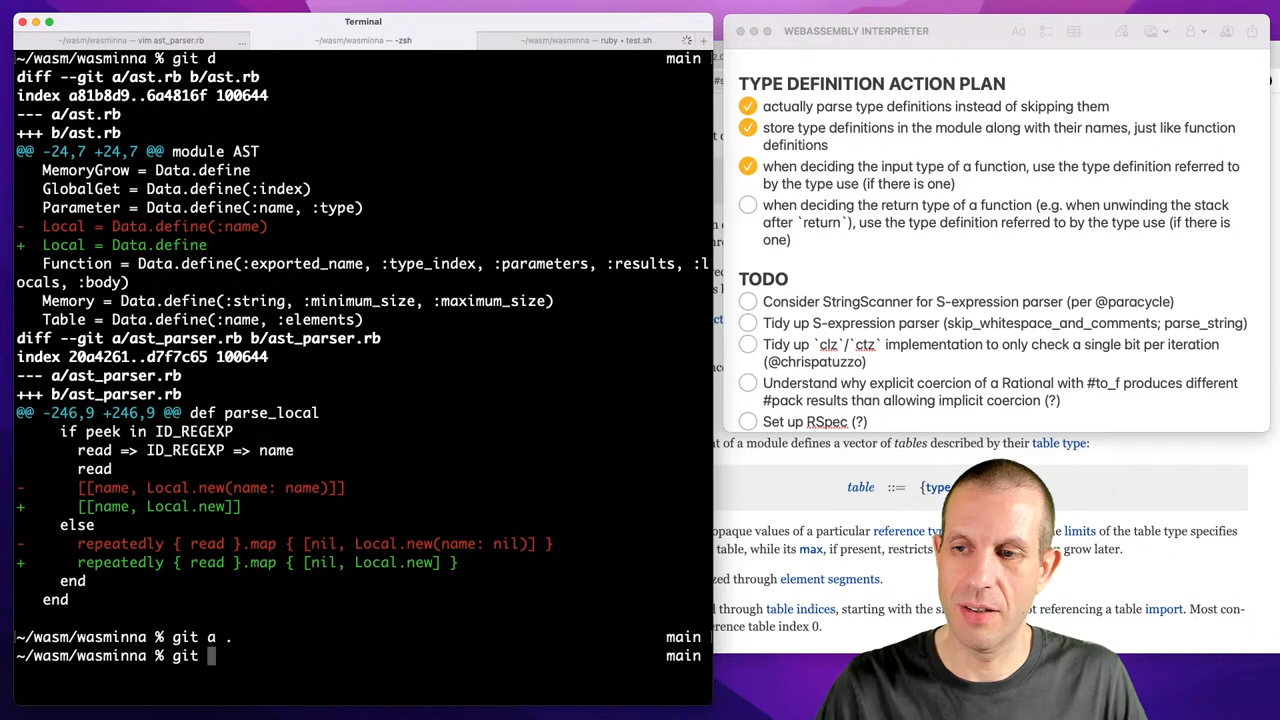 Terminal
~/wasm/wasminna — vim ast_parser.rb
...
~/wasm/wasminna — -zsh
~/wasm/wasminna — ruby • test.sh
+
~/wasm/wasminna % git d main
diff --git a/ast.rb b/ast.rb
index a81b8d9..6a4816f 100644
--- a/ast.rb
+++ b/ast.rb
@@ -24,7 +24,7 @@ module AST
MemoryGrow = Data.define
GlobalGet = Data.define(:index)
Parameter = Data.define(:name, :type)
- Local = Data.define(:name)
+ Local = Data.define
Function = Data.define(:exported_name, :type_index, :parameters, :results, :l
ocals, :body)
Memory = Data.define(:string, :minimum_size, :maximum_size)
Table = Data.define(:name, :elements)
diff --git a/ast_parser.rb b/ast_parser.rb
index 20a4261..d7f7c65 100644
--- a/ast_parser.rb
+++ b/ast_parser.rb
@@ -246,9 +246,9 @@ def parse_local
if peek in ID_REGEXP
read => ID_REGEXP => name
read
- [[name, Local.new(name: name)]]
+ [[name, Local.new]]
else
- repeatedly { read }.map { [nil, Local.new(name: nil)] }
+ repeatedly { read }.map { [nil, Local.new] }
end
end
~/wasm/wasminna % git a . main
~/wasm/wasminna % git main
WEBASSEMBLY INTERPRETER
Aa
TYPE DEFINITION ACTION PLAN
actually parse type definitions instead of skipping them
store type definitions in the module along with their names, just like function
definitions
when deciding the input type of a function, use the type definition referred to
by the type use (if there is one)
when deciding the return type of a function (e.g. when unwinding the stack
after `return`), use the type definition referred to by the type use (if there is
one)
TODO
Consider StringScanner for S-expression parser (per @paracycle)
Tidy up S-expression parser (skip_whitespace_and_comments; parse_string)
Tidy up `clz`/`ctz` implementation to only check a single bit per iteration
(@chrispatuzzo)
Understand why explicit coercion of a Rational with #to_f produces different
#pack results than allowing implicit coercion (?)
Set up RSpec (?)
nt of a module defines a vector of tables described by their table type:
table ::= {type
opaque values of a particular reference limits of the table type specifies
table, while its max, if present, restricts grow later.
ized through element segments.
d through table indices, starting with the not referencing a table import. Most con-
erence table index 0.